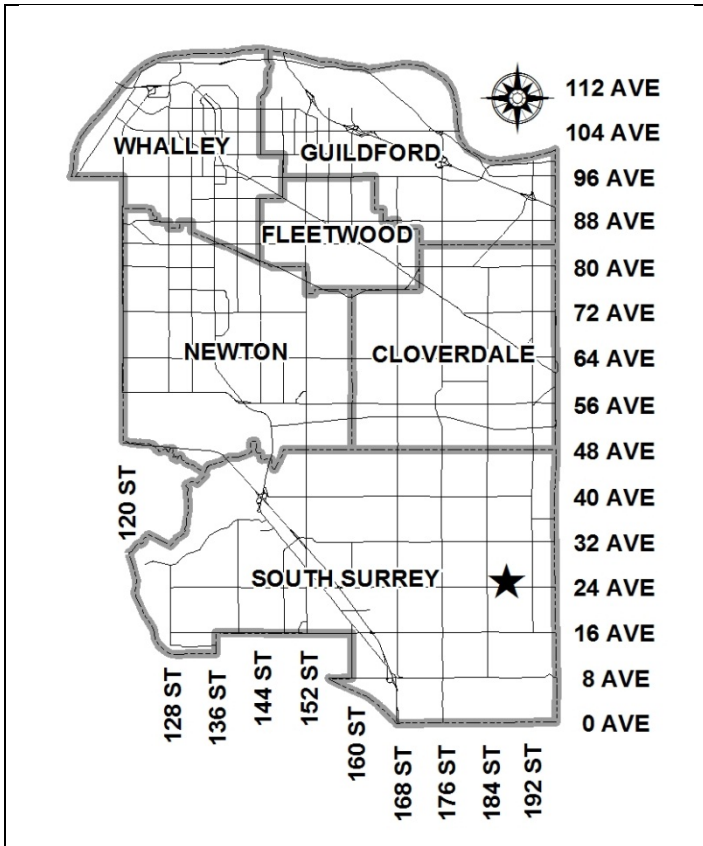 112 AVE
104 AVE
WHALLEY
GUILDFORD
96 AVE
88 AVE
FLEETWOOD
80 AVE
72 AVE
NEWTON
CLOVERDALE
64 AVE
56 AVE
48 AVE
120 ST
40 AVE
32 AVE
SOUTH SURREY
24 AVE
16 AVE
128 ST
136 ST
144 ST
152 ST
160 ST
8 AVE
0 AVE
168 ST
176 ST
184 ST
192 ST